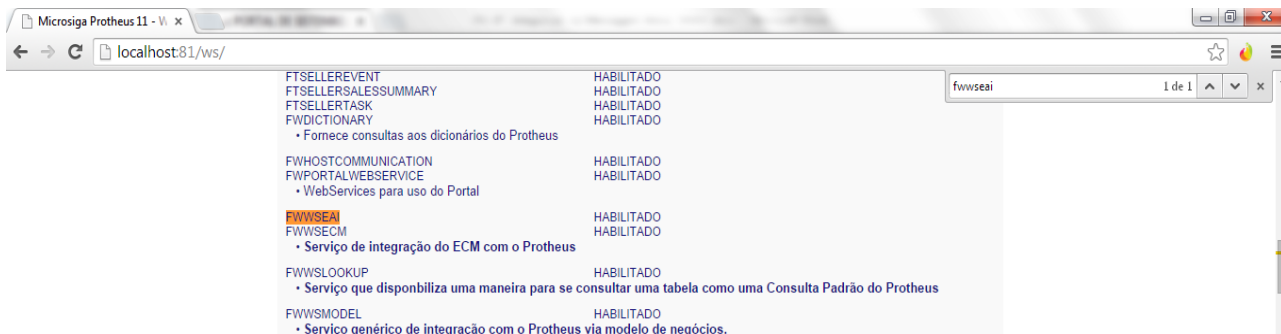 Microsiga Protheus 11 - W
localhost:81/ws/
fwwseai 1 de 1
FTSELLEREVENT HABILITADO
FTSELLERSALESSUMMARY HABILITADO
FTSELLERTASK HABILITADO
FWDICTIONARY HABILITADO
• Fornece consultas aos dicionários do Protheus
FWHOSTCOMMUNICATION HABILITADO
FWPORTALWEBSERVICE HABILITADO
• WebServices para uso do Portal
FWWSEAI HABILITADO
FWWSECM HABILITADO
• Serviço de integração do ECM com o Protheus
FWWSLOOKUP HABILITADO
• Serviço que disponbiliza uma maneira para se consultar uma tabela como uma Consulta Padrão do Protheus
FWWSMODEL HABILITADO
• Serviço genérico de integração com o Protheus via modelo de negócios.